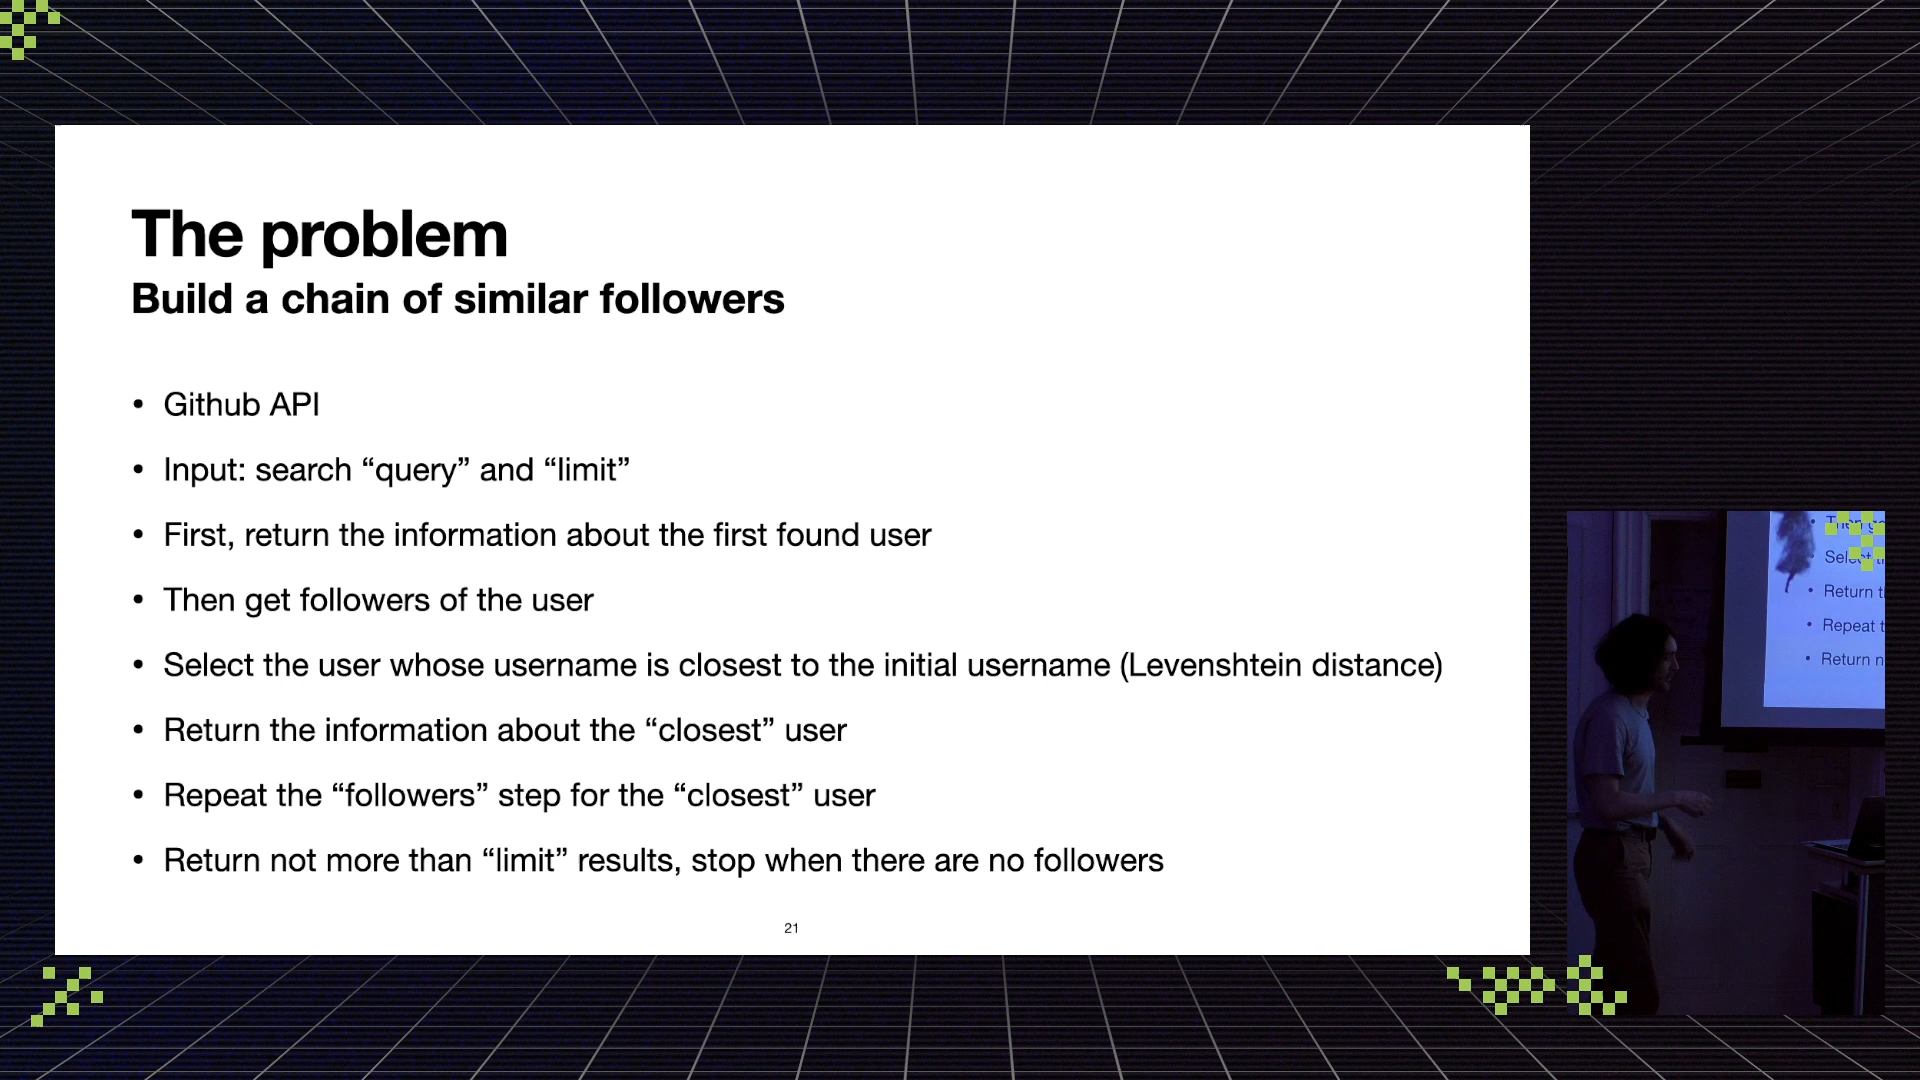 The problem
Build a chain of similar followers
• Github API
• Input: search “query” and “limit”
• First, return the information about the first found user
• Then get followers of the user
• Select the user whose username is closest to the initial username (Levenshtein distance)
• Return the information about the “closest” user
• Repeat the “followers” step for the “closest” user
• Return not more than “limit” results, stop when there are no followers
21
• Return
• Repeat
• Return